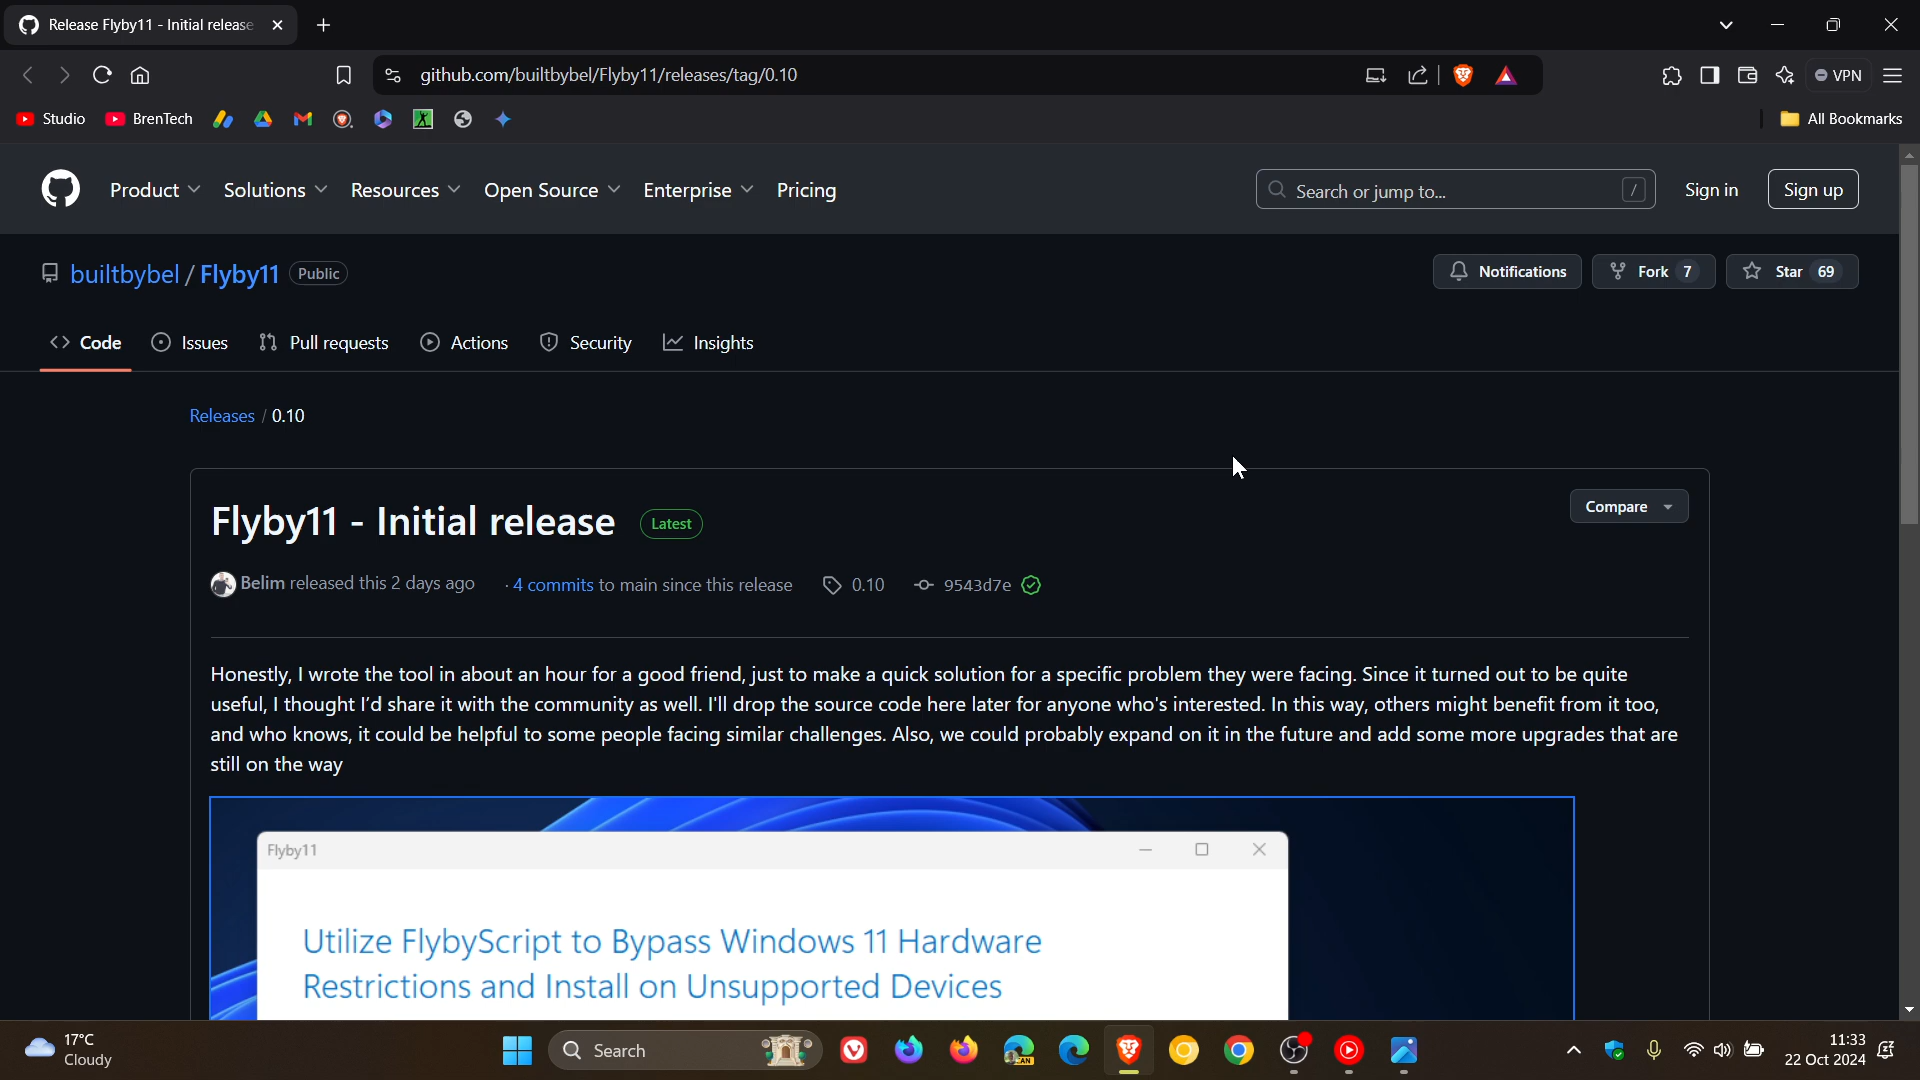 Release Flyby11 - Initial release
github.com/builtbybel/Flyby11/releases/tag/0.10
VPN
Studio
BrenTech
All Bookmarks
Product
Solutions
Resources
Open Source
Enterprise
Pricing
Search or jump to...
/
Sign in
Sign up
builtbybel / Flyby11
Public
Notifications
Fork 7
Star 69
Code
Issues
Pull requests
Actions
Security
Insights
Releases / 0.10
Flyby11 - Initial release
Latest
Compare
Belim released this 2 days ago
· 4 commits to main since this release
0.10
9543d7e
Honestly, I wrote the tool in about an hour for a good friend, just to make a quick solution for a specific problem they were facing. Since it turned out to be quite
useful, I thought I'd share it with the community as well. I'll drop the source code here later for anyone who's interested. In this way, others might benefit from it too,
and who knows, it could be helpful to some people facing similar challenges. Also, we could probably expand on it in the future and add some more upgrades that are
still on the way
Flyby11
Utilize FlybyScript to Bypass Windows 11 Hardware
Restrictions and Install on Unsupported Devices
17°C
Cloudy
Search
11:33
22 Oct 2024